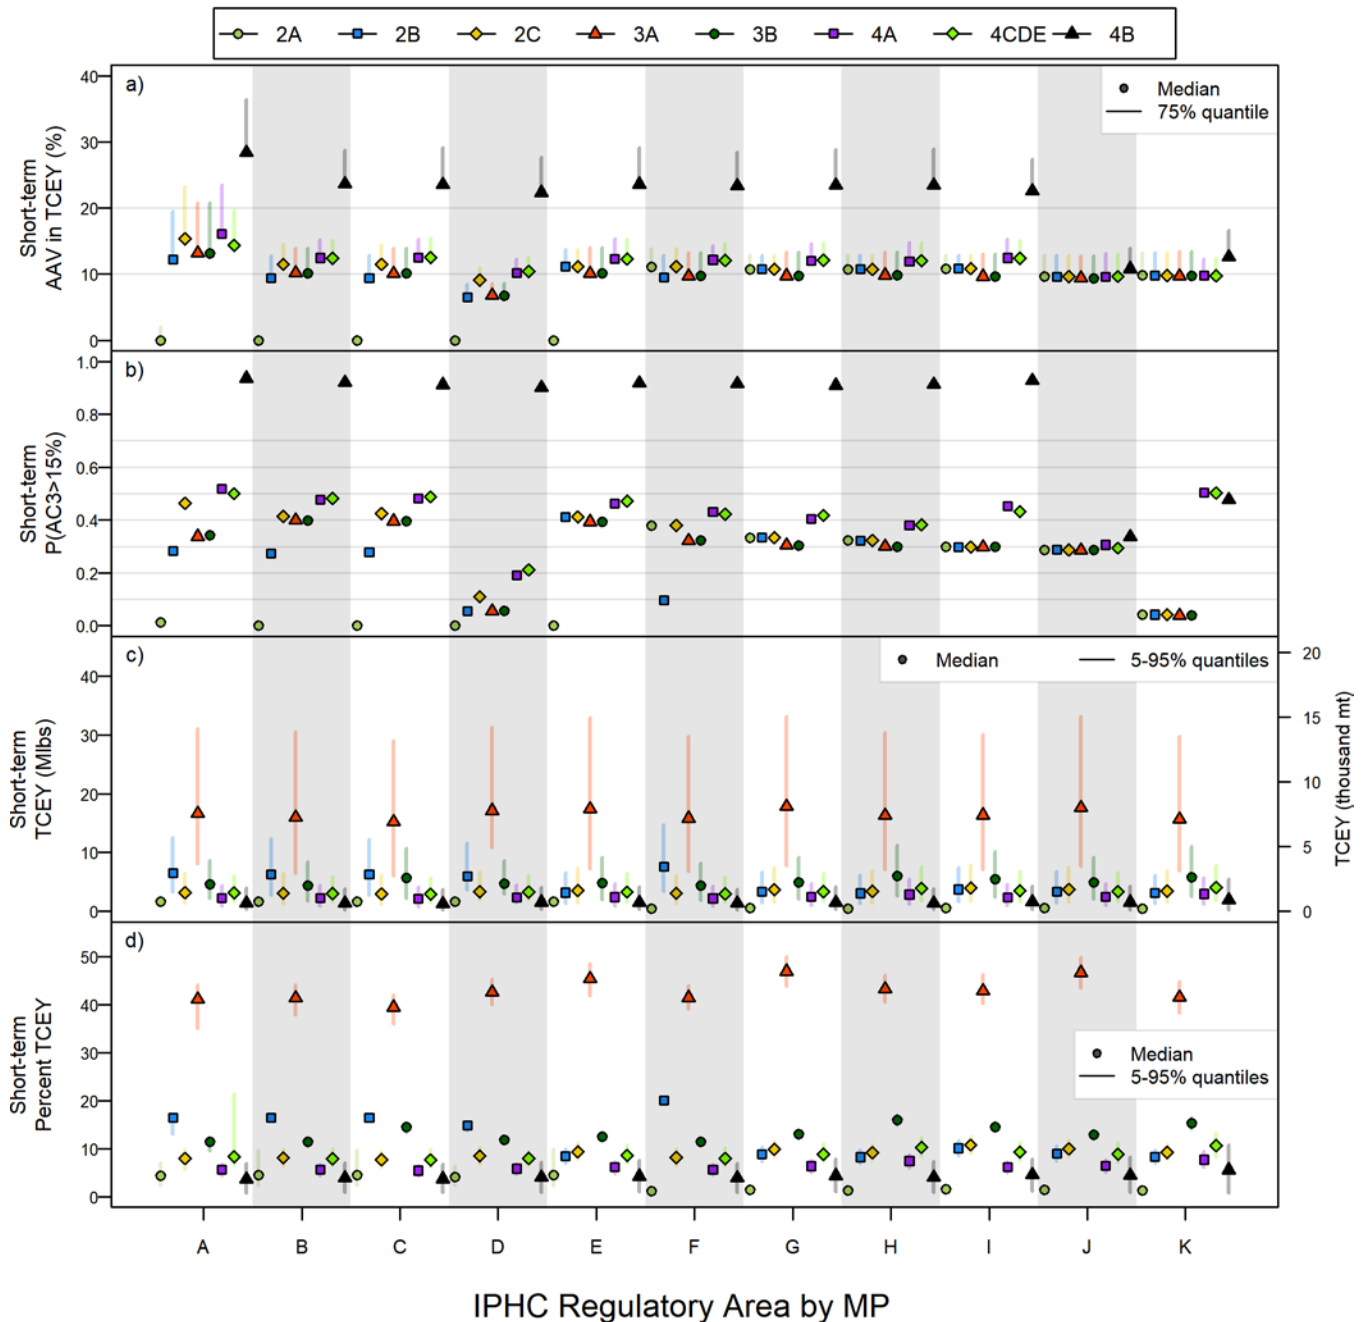 2A 2B 2C 3A 3B 4A 4CDE 4B
a)
Median
75% quantile
Short-term
AAV in TCEY (%)
40
30
20
10
0
b)
Short-term
P(AC3>15%)
1.0
0.8
0.6
0.4
0.2
0.0
c)
Median 5-95% quantiles
Short-term
TCEY (Mlbs)
40
30
20
10
0
TCEY (thousand mt)
20
15
10
5
0
d)
Median
5-95% quantiles
Short-term
Percent TCEY
50
40
30
20
10
0
A B C D E F G H I J K
IPHC Regulatory Area by MP